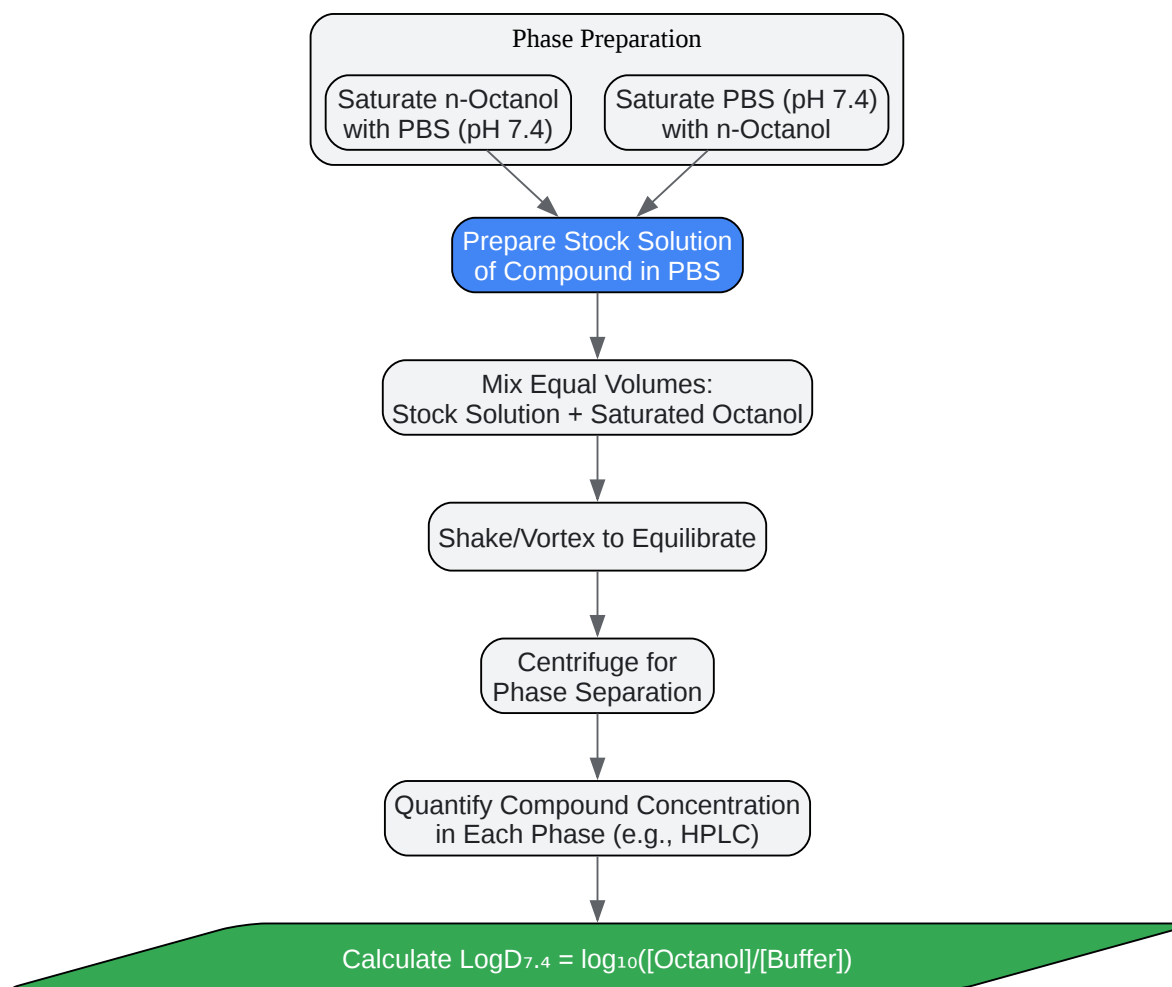 Phase Preparation
Saturate n-Octanol
with PBS (pH 7.4)
Saturate PBS (pH 7.4)
with n-Octanol
Prepare Stock Solution
of Compound in PBS
Mix Equal Volumes:
Stock Solution + Saturated Octanol
Shake/Vortex to Equilibrate
Centrifuge for
Phase Separation
Quantify Compound Concentration
in Each Phase (e.g., HPLC)
Calculate LogD₇.₄ = log₁₀([Octanol]/[Buffer])